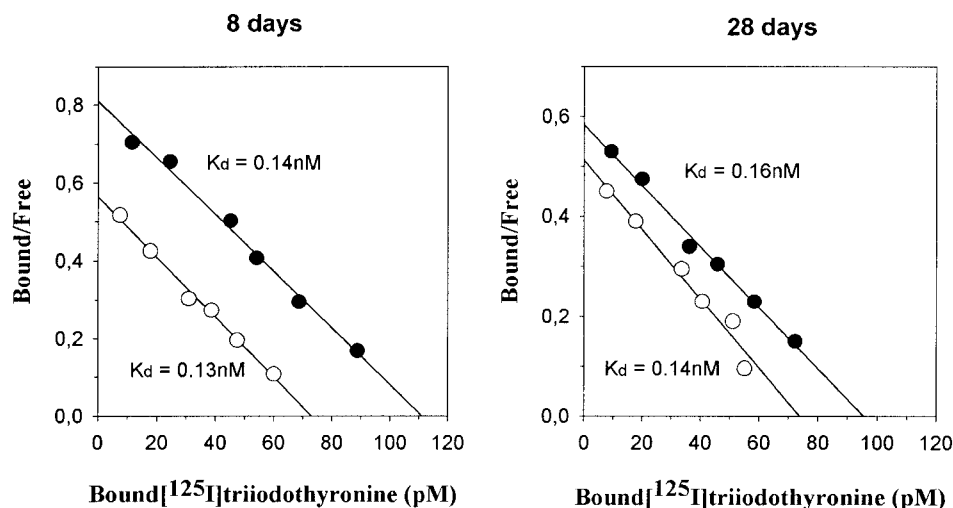 8 days
Bound/Free
0,8
0,6
0,4
0,2
0,0
Kd = 0.14nM
Kd = 0.13nM
0 20 40 60 80 100 120
Bound[125I]triiodothyronine (pM)
28 days
Bound/Free
0,6
0,4
0,2
0,0
Kd = 0.16nM
Kd = 0.14nM
0 20 40 60 80 100 120
Bound[125I]triiodothyronine (pM)